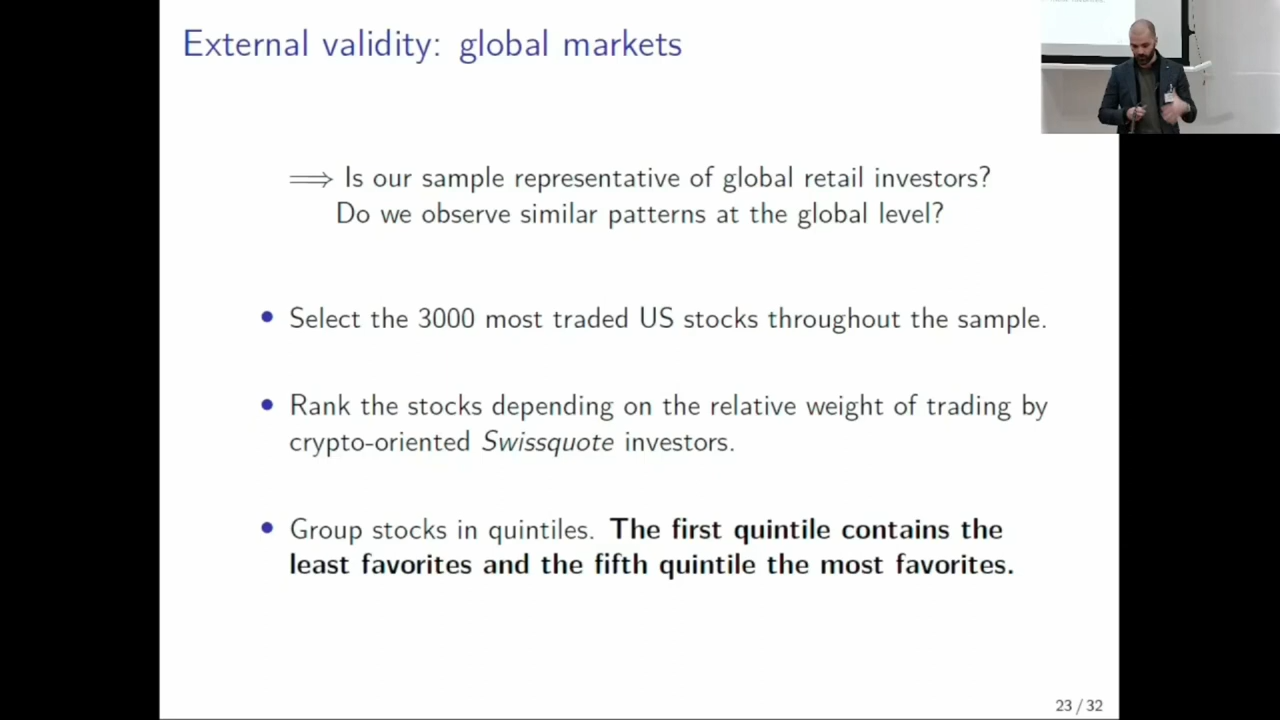 External validity: global markets
⟹ Is our sample representative of global retail investors?
Do we observe similar patterns at the global level?
• Select the 3000 most traded US stocks throughout the sample.
• Rank the stocks depending on the relative weight of trading by
crypto-oriented Swissquote investors.
• Group stocks in quintiles. The first quintile contains the
least favorites and the fifth quintile the most favorites.
23 / 32